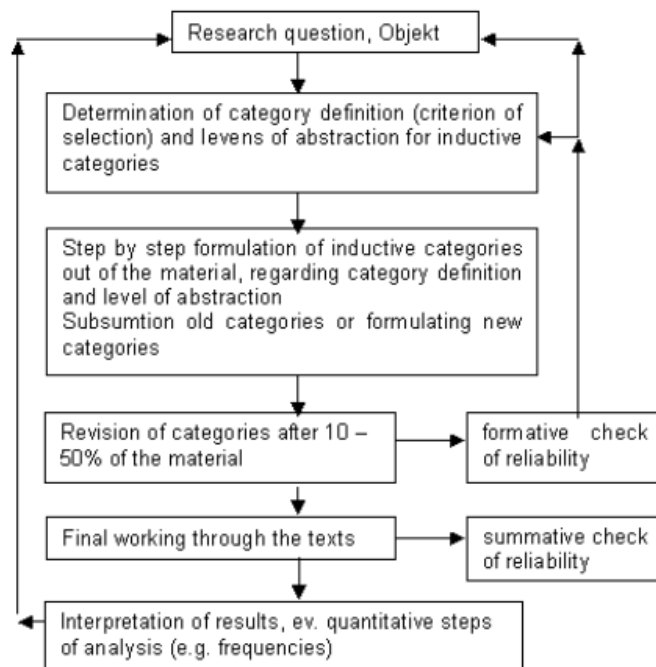 Research question, Objekt
Determination of category definition (criterion of
selection) and levens of abstraction for inductive
categories
Step by step formulation of inductive categories
out of the material, regarding category definition
and level of abstraction
Subsumtion old categories or formulating new
categories
Revision of categories after 10 –
50% of the material
formative check
of reliability
Final working through the texts
summative check
of reliability
Interpretation of results, ev. quantitative steps
of analysis (e.g. frequencies)